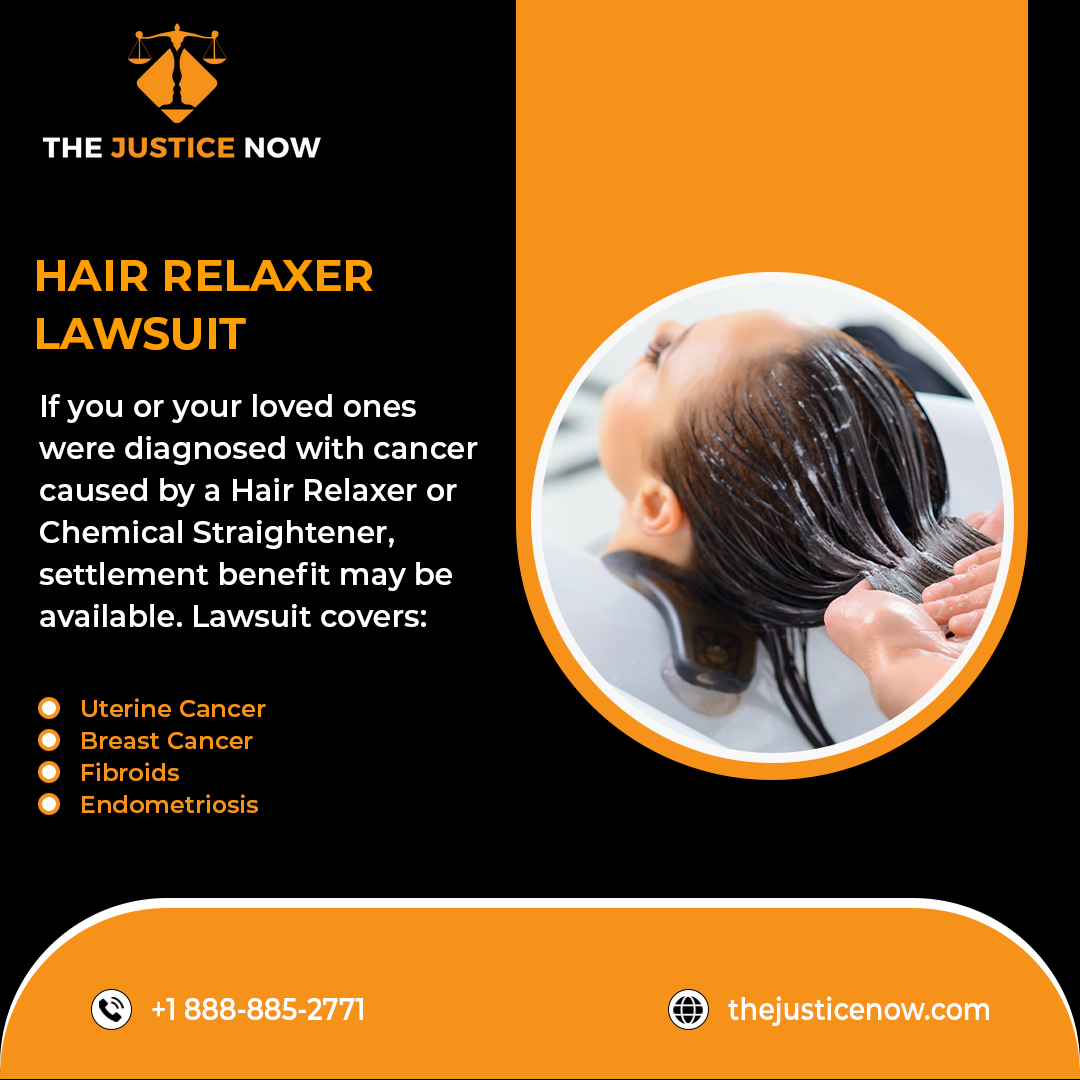 THE JUSTICE NOW
HAIR RELAXER
LAWSUIT
If you or your loved ones
were diagnosed with cancer
caused by a Hair Relaxer or
Chemical Straightener,
settlement benefit may be
available. Lawsuit covers:
Uterine Cancer
Breast Cancer
Fibroids
Endometriosis
+1 888-885-2771
thejusticenow.com